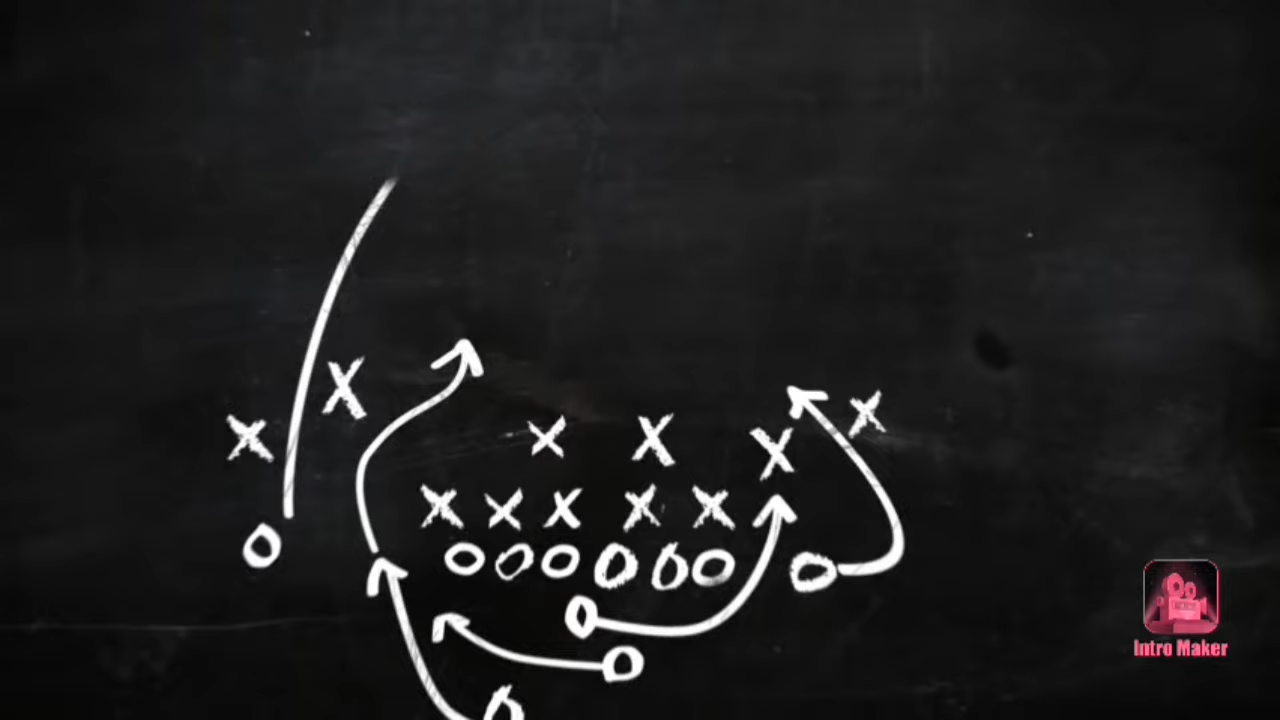 X X
X X X X
X X X X X
O O O O O O O O
O
O
O
Intro Maker